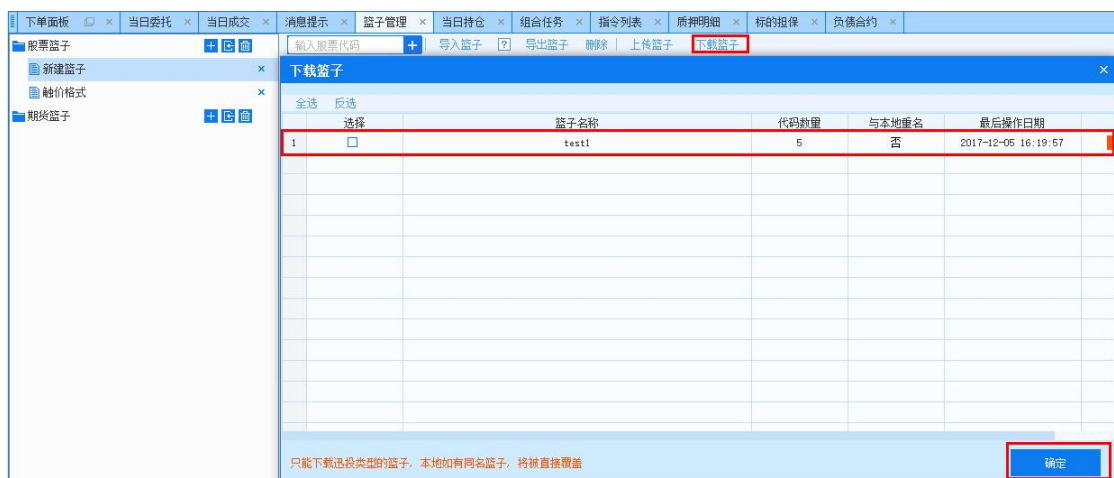 下单面板 当日委托 当日成交 消息提示 篮子管理 当日持仓 组合任务 指令列表 质押明细 标的担保 负债合约
股票篮子
新建篮子
触价格式
期货篮子
输入股票代码 导入篮子 ? 导出篮子 删除 上传篮子 下载篮子
下载篮子
全选 反选
选择 篮子名称 代码数量 与本地重名 最后操作日期
1 test1 5 否 2017-12-05 16:19:57
只能下载迅投类型的篮子，本地如有同名篮子，将被直接覆盖
确定